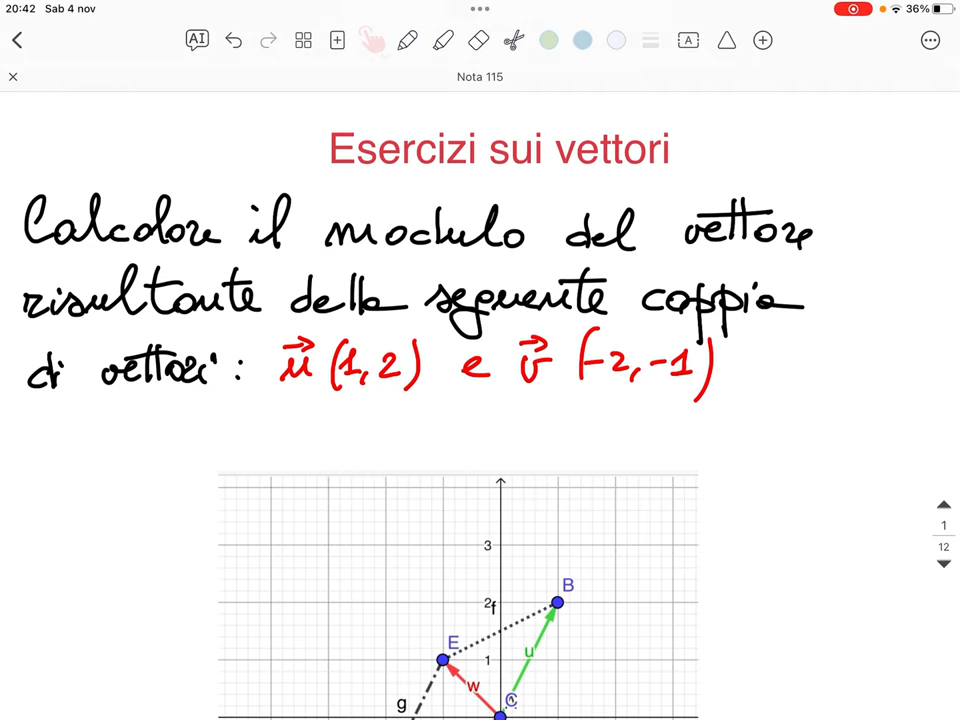 20:42 Sab 4 nov
36%
AI
A
Nota 115
Esercizi sui vettori
Calcolare il modulo del vettore
risultante della seguente coppia
di vettori: u (1, 2) e v (-2, -1)
1
12
3
B
2
f
E
1
u
w
C
g